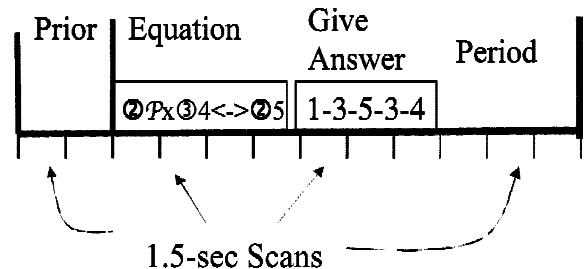 Prior
Equation
Give
Answer
Period
②𝒫x③4<->②5
1-3-5-3-4
1.5-sec Scans